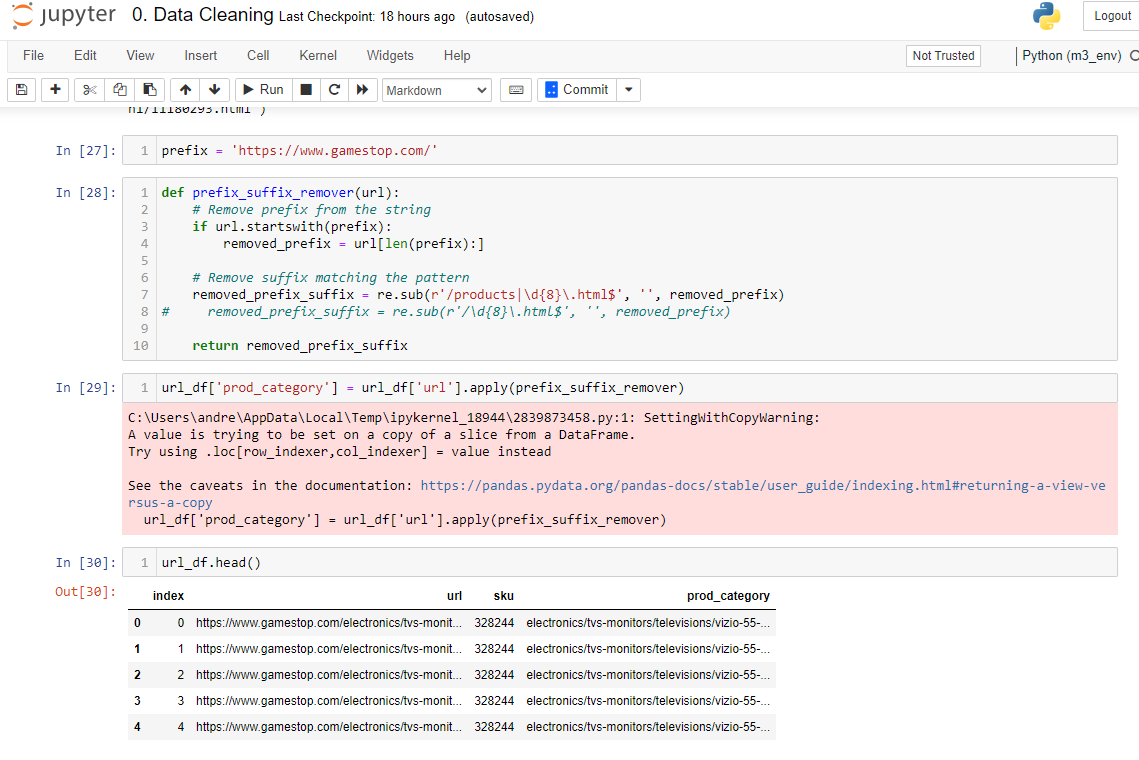 jupyter 0. Data Cleaning Last Checkpoint: 18 hours ago (autosaved) Logout
File Edit View Insert Cell Kernel Widgets Help Not Trusted Python (m3_env)
Run Markdown Commit
nl/11180293.html')
In [27]: 1 prefix = 'https://www.gamestop.com/'
In [28]: 1 def prefix_suffix_remover(url):
2 # Remove prefix from the string
3 if url.startswith(prefix):
4 removed_prefix = url[len(prefix):]
5
6 # Remove suffix matching the pattern
7 removed_prefix_suffix = re.sub(r'/products|\d{8}\.html$', '', removed_prefix)
8 # removed_prefix_suffix = re.sub(r'/\d{8}\.html$', '', removed_prefix)
9
10 return removed_prefix_suffix
In [29]: 1 url_df['prod_category'] = url_df['url'].apply(prefix_suffix_remover)
C:\Users\andre\AppData\Local\Temp\ipykernel_18944\2839873458.py:1: SettingWithCopyWarning:
A value is trying to be set on a copy of a slice from a DataFrame.
Try using .loc[row_indexer,col_indexer] = value instead
See the caveats in the documentation: https://pandas.pydata.org/pandas-docs/stable/user_guide/indexing.html#returning-a-view-ve
rsus-a-copy
url_df['prod_category'] = url_df['url'].apply(prefix_suffix_remover)
In [30]: 1 url_df.head()
Out[30]:
index url sku prod_category
0 0 https://www.gamestop.com/electronics/tvs-monit... 328244 electronics/tvs-monitors/televisions/vizio-55-...
1 1 https://www.gamestop.com/electronics/tvs-monit... 328244 electronics/tvs-monitors/televisions/vizio-55-...
2 2 https://www.gamestop.com/electronics/tvs-monit... 328244 electronics/tvs-monitors/televisions/vizio-55-...
3 3 https://www.gamestop.com/electronics/tvs-monit... 328244 electronics/tvs-monitors/televisions/vizio-55-...
4 4 https://www.gamestop.com/electronics/tvs-monit... 328244 electronics/tvs-monitors/televisions/vizio-55-...